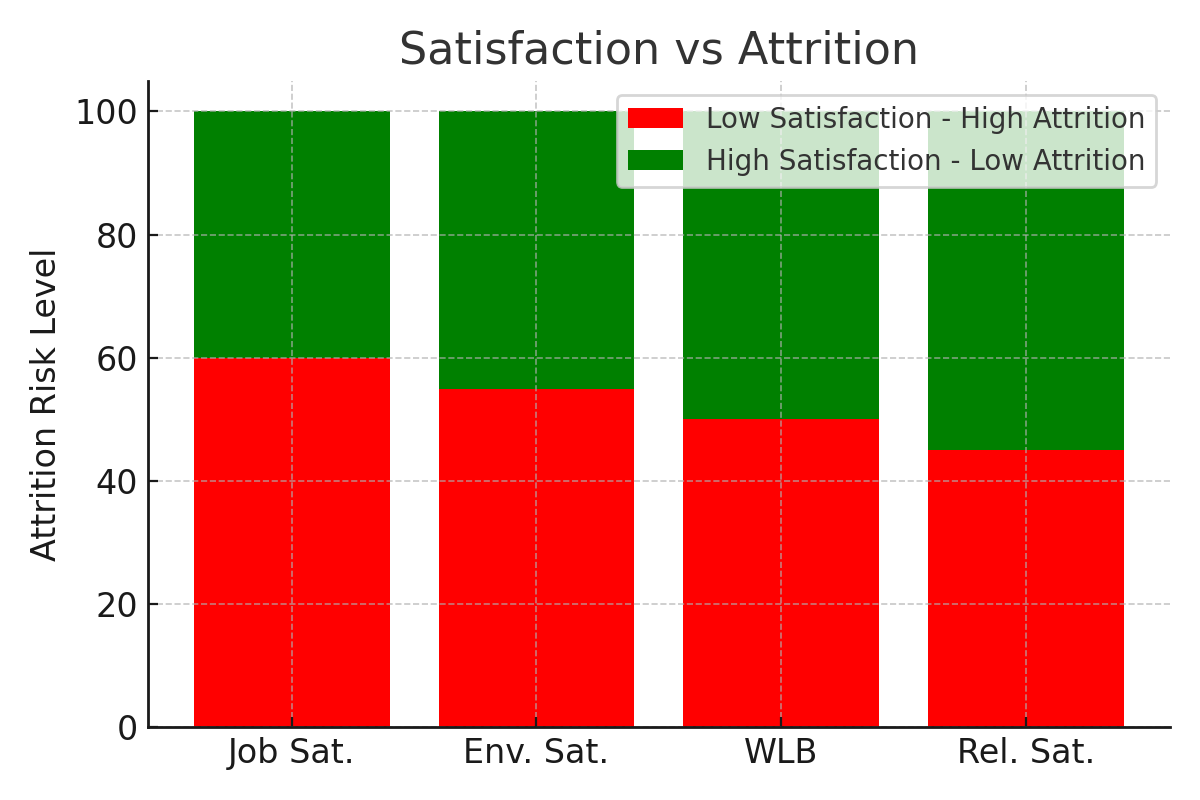 Satisfaction vs Attrition
Low Satisfaction - High Attrition
High Satisfaction - Low Attrition
Attrition Risk Level
100
80
60
40
20
0
Job Sat.
Env. Sat.
WLB
Rel. Sat.